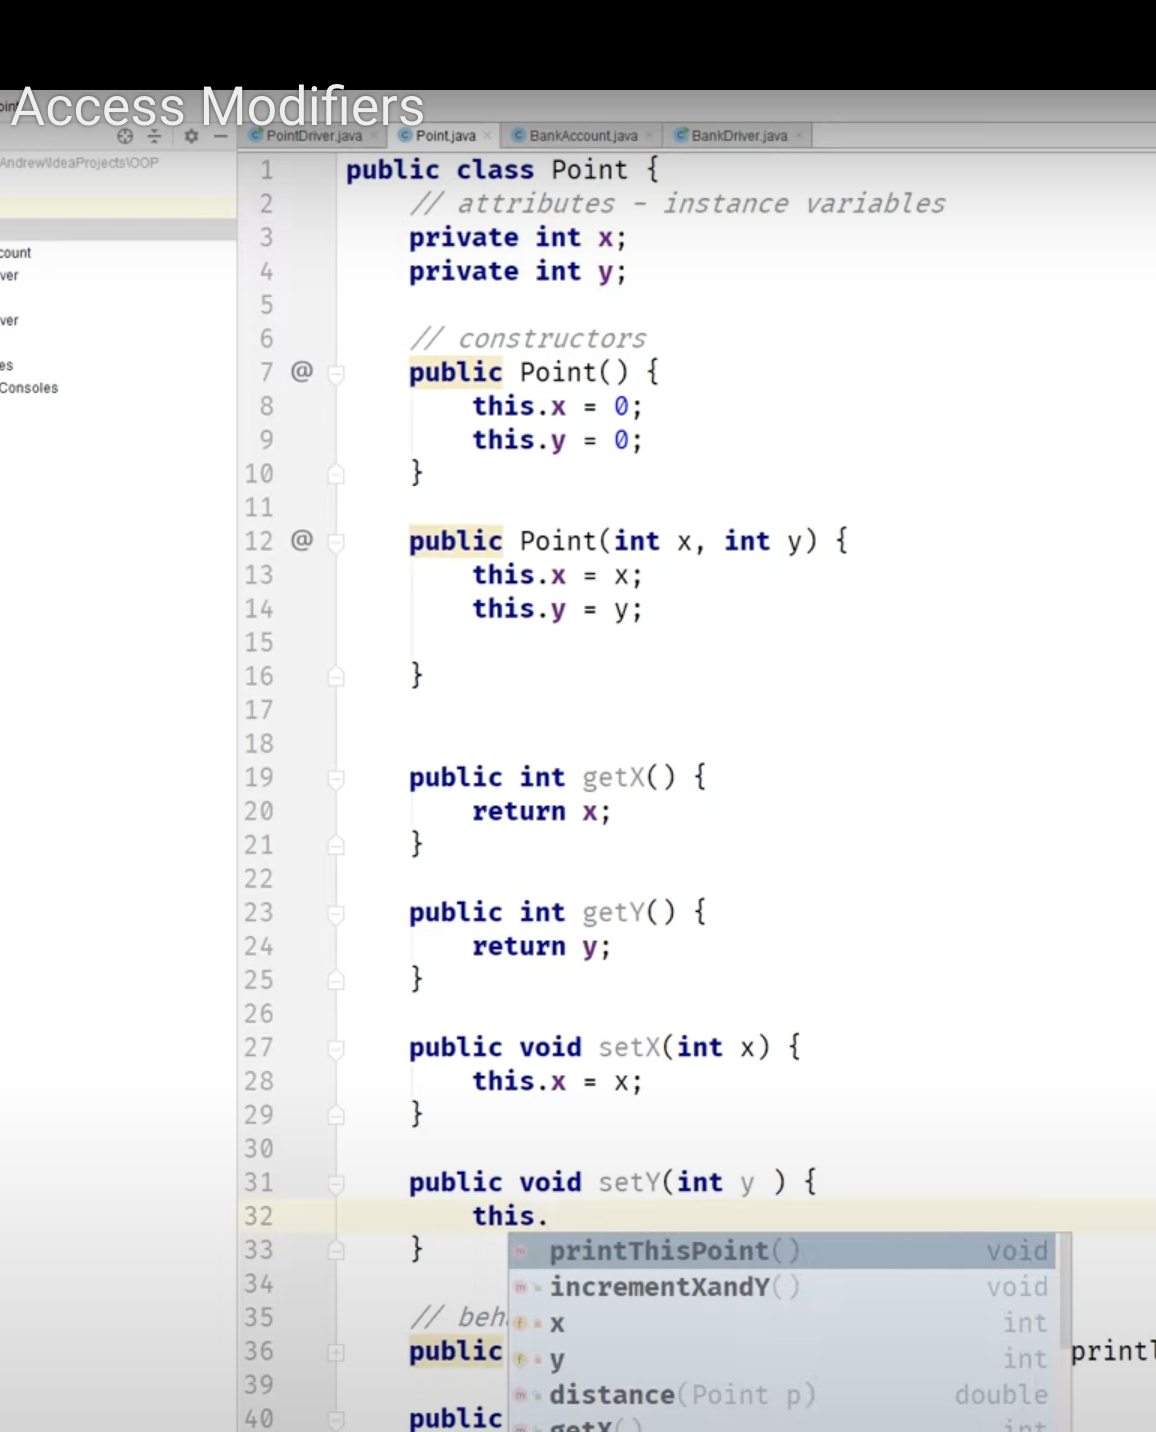 Access Modifiers
PointDriver.java Point.java BankAccount.java BankDriver.java
Andrew\IdeaProjects\OOP
count
ver
ver
es
Consoles
1 public class Point {
2 // attributes - instance variables
3 private int x;
4 private int y;
5
6 // constructors
7 @ public Point() {
8 this.x = 0;
9 this.y = 0;
10 }
11
12 @ public Point(int x, int y) {
13 this.x = x;
14 this.y = y;
15
16 }
17
18
19 public int getX() {
20 return x;
21 }
22
23 public int getY() {
24 return y;
25 }
26
27 public void setX(int x) {
28 this.x = x;
29 }
30
31 public void setY(int y ) {
32 this.
33 }
34
35 // beh
36 public
39
40 public
printThisPoint() void
incrementXandY() void
x int
y int
distance(Point p) double
getX() int